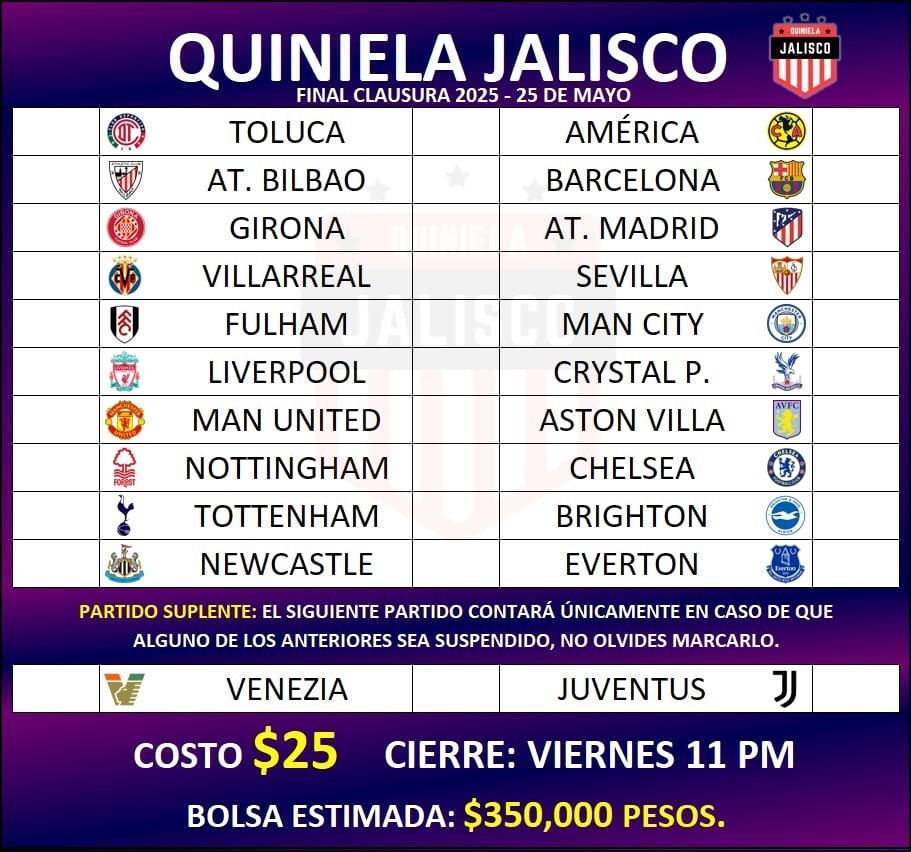 QUINIELA JALISCO
QUINIELA
JALISCO
FINAL CLAUSURA 2025 - 25 DE MAYO
TOLUCA AMÉRICA
AT. BILBAO BARCELONA
GIRONA AT. MADRID
VILLARREAL SEVILLA
FULHAM MAN CITY
LIVERPOOL CRYSTAL P.
MAN UNITED ASTON VILLA
NOTTINGHAM CHELSEA
TOTTENHAM BRIGHTON
NEWCASTLE EVERTON
QUINIELA
JALISCO
PARTIDO SUPLENTE: EL SIGUIENTE PARTIDO CONTARÁ ÚNICAMENTE EN CASO DE QUE
ALGUNO DE LOS ANTERIORES SEA SUSPENDIDO, NO OLVIDES MARCARLO.
VENEZIA JUVENTUS
COSTO $25 CIERRE: VIERNES 11 PM
BOLSA ESTIMADA: $350,000 PESOS.